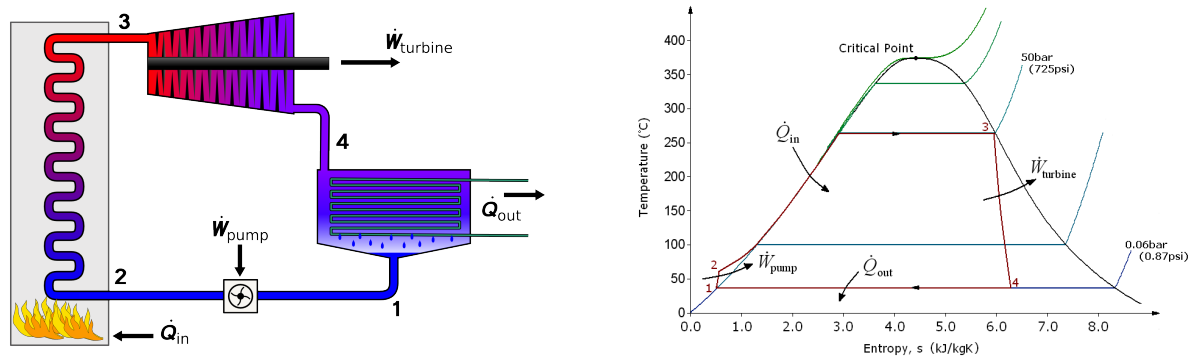 3
Ẇturbine
4
Q̇out
Ẇpump
2
1
Q̇in
400
350
300
250
200
150
100
50
0
0.0
1.0
2.0
3.0
4.0
5.0
6.0
7.0
8.0
Temperature (°C)
Entropy, s (kJ/kgK)
Critical Point
50bar
(725psi)
3
Q̇in
Ẇturbine
0.06bar
(0.87psi)
2
Ẇpump
Q̇out
1
4